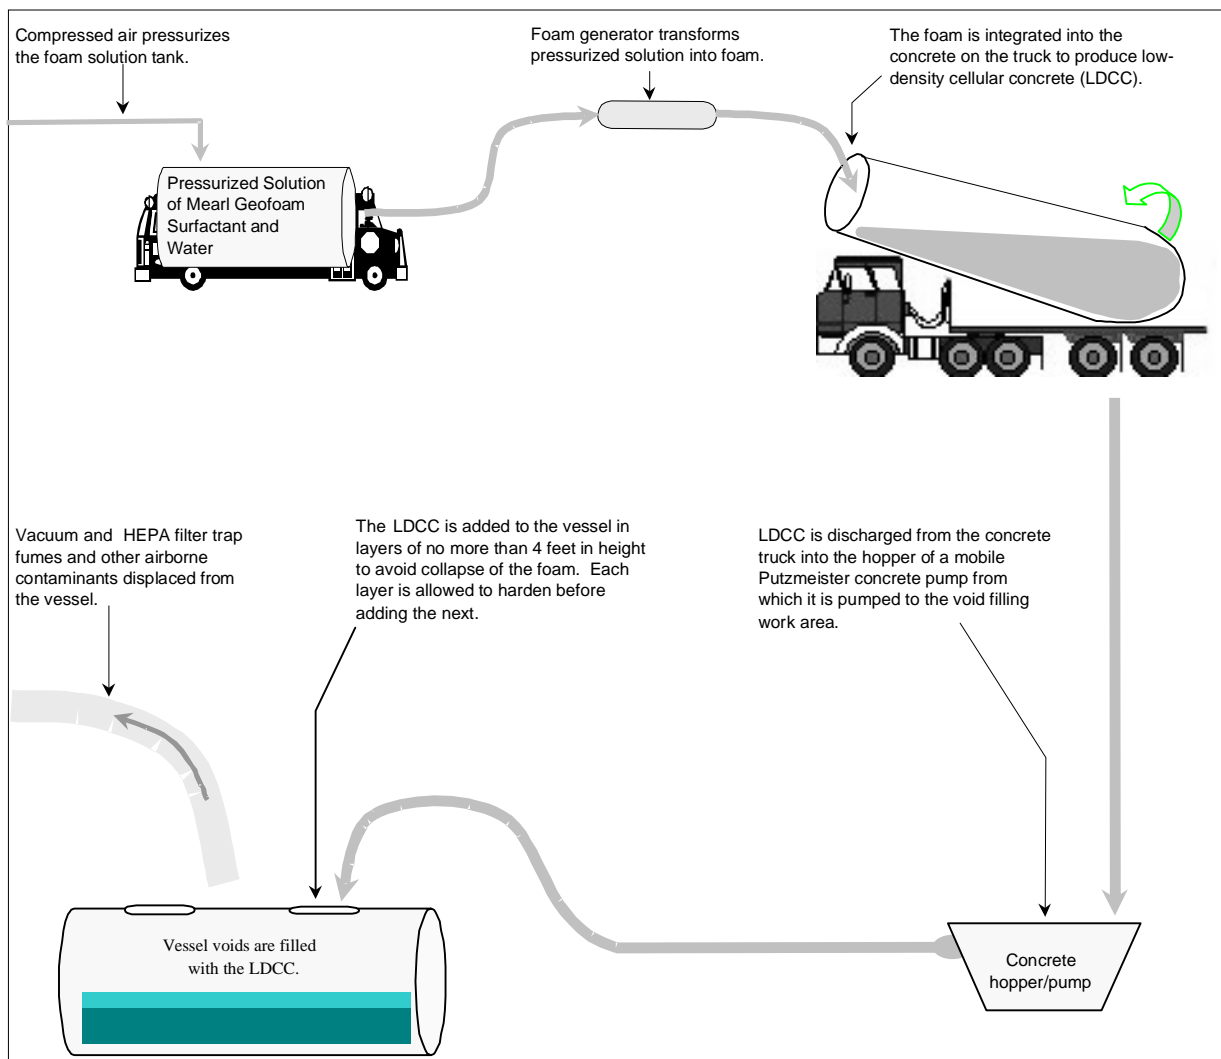 Compressed air pressurizes
the foam solution tank.
Foam generator transforms
pressurized solution into foam.
The foam is integrated into the
concrete on the truck to produce low-
density cellular concrete (LDCC).
Pressurized Solution
of Mearl Geofoam
Surfactant and
Water
Vacuum and  HEPA filter trap
fumes and other airborne
contaminants displaced from
the vessel.
The LDCC is added to the vessel in
layers of no more than 4 feet in height
to avoid collapse of the foam.  Each
layer is allowed to harden before
adding the next.
LDCC is discharged from the concrete
truck into the hopper of a mobile
Putzmeister concrete pump from
which it is pumped to the void filling
work area.
Vessel voids are filled
with the LDCC.
Concrete
hopper/pump